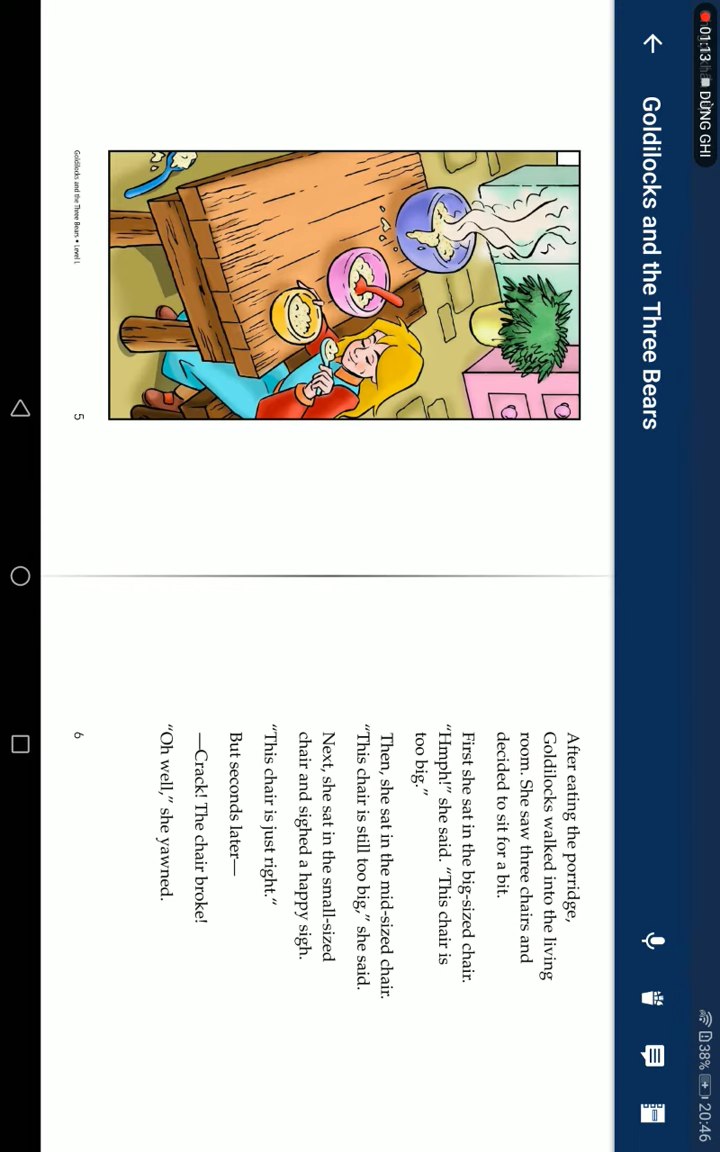 01:13
DỪNG GHI
38%
20:46
Goldilocks and the Three Bears
Goldilocks and the Three Bears • Level L
5
After eating the porridge,
Goldilocks walked into the living
room. She saw three chairs and
decided to sit for a bit.
First she sat in the big-sized chair.
“Hmph!” she said. “This chair is
too big.”
Then, she sat in the mid-sized chair.
“This chair is still too big,” she said.
Next, she sat in the small-sized
chair and sighed a happy sigh.
“This chair is just right.“
But seconds later—
—Crack! The chair broke!
“Oh well,” she yawned.
6